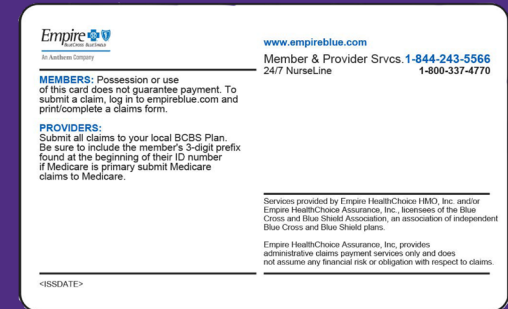 Empire
BLUECROSS BLUESHIELD
An Anthem Company
MEMBERS: Possession or use
of this card does not guarantee payment. To
submit a claim, log in to empireblue.com and
print/complete a claims form.
PROVIDERS:
Submit all claims to your local BCBS Plan.
Be sure to include the member's 3-digit prefix
found at the beginning of their ID number
if Medicare is primary submit Medicare
claims to Medicare.
<ISSDATE>
www.empireblue.com
Member & Provider Srvcs.1-844-243-5566
24/7 NurseLine 1-800-337-4770
Services provided by Empire HealthChoice HMO, Inc. and/or
Empire HealthChoice Assurance, Inc., licensees of the Blue
Cross and Blue Shield Association, an association of independent
Blue Cross and Blue Shield plans.
Empire HealthChoice Assurance, Inc, provides
administrative claims payment services only and does
not assume any financial risk or obligation with respect to claims.